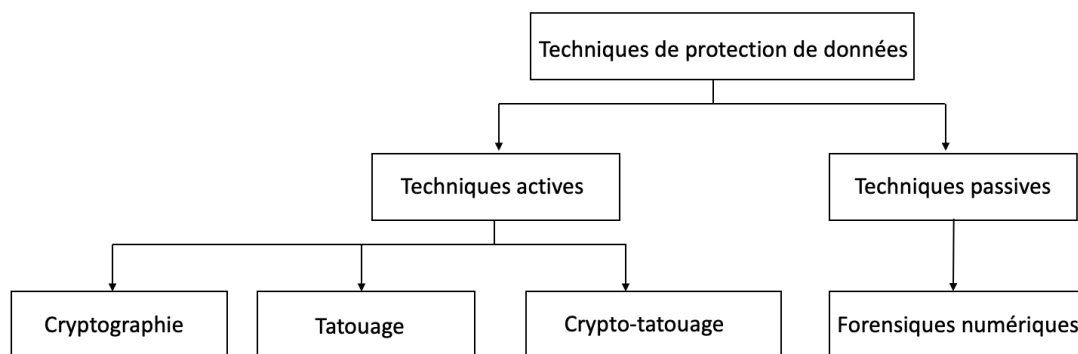 Techniques de protection de données
Techniques actives
Techniques passives
Cryptographie
Tatouage
Crypto-tatouage
Forensiques numériques